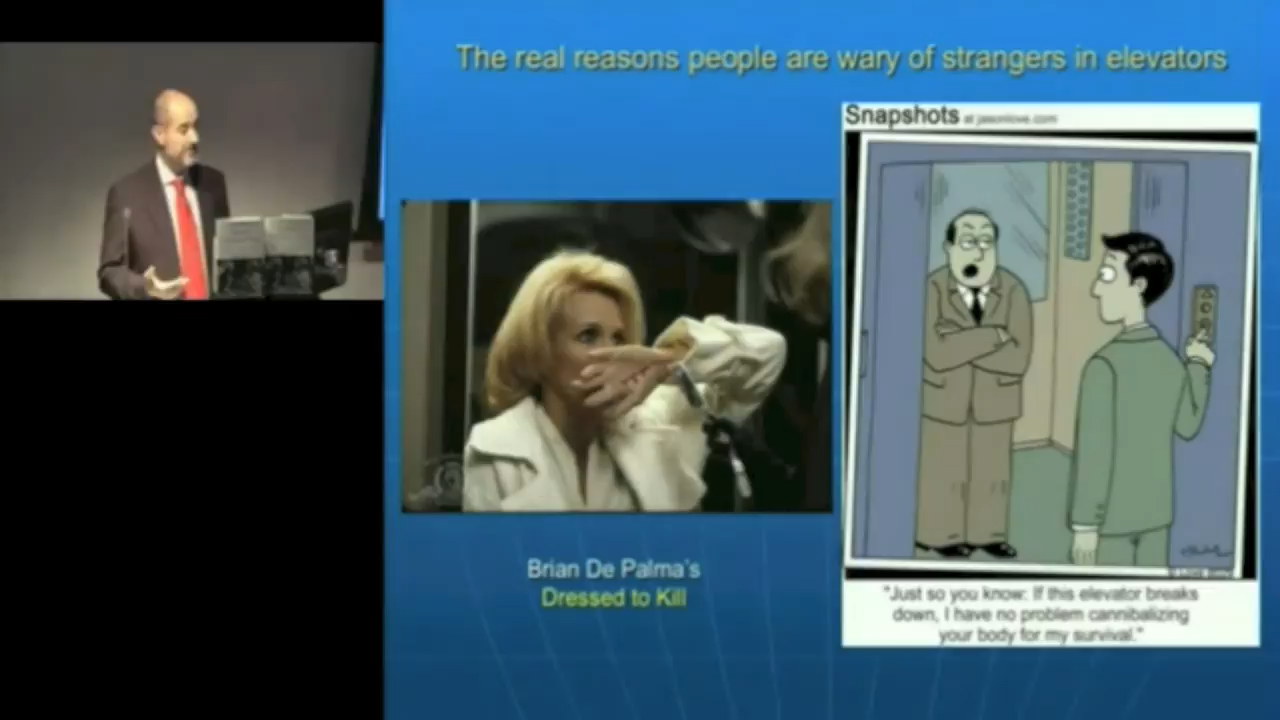 The real reasons people are wary of strangers in elevators
Snapshots at jasonlove.com
Brian De Palma's
Dressed to Kill
"Just so you know: If this elevator breaks
down, I have no problem cannibalizing
your body for my survival."